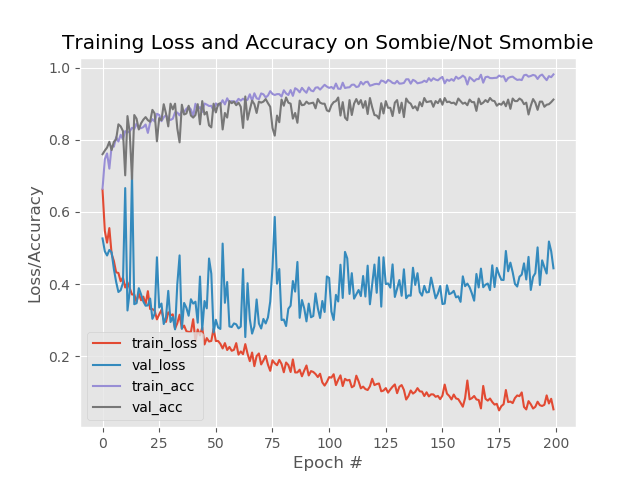 Training Loss and Accuracy on Sombie/Not Smombie
Loss/Accuracy
1.0
0.8
0.6
0.4
0.2
train_loss
val_loss
train_acc
val_acc
0 25 50 75 100 125 150 175 200
Epoch #